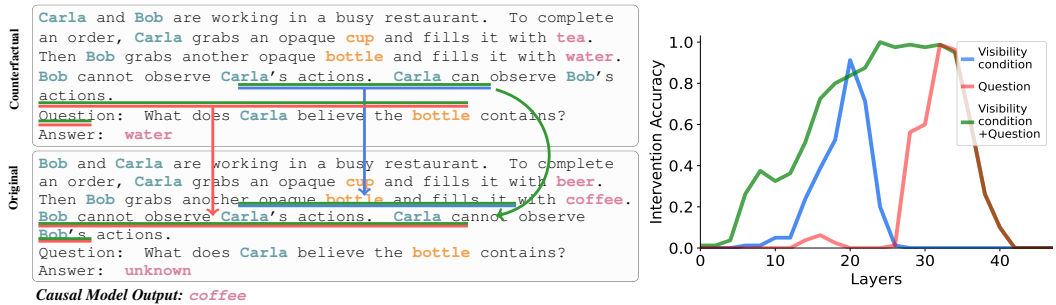 Counterfactual
Carla and Bob are working in a busy restaurant. To complete
an order, Carla grabs an opaque cup and fills it with tea.
Then Bob grabs another opaque bottle and fills it with water.
Bob cannot observe Carla's actions. Carla can observe Bob's
actions.
Question: What does Carla believe the bottle contains?
Answer: water
Original
Bob and Carla are working in a busy restaurant. To complete
an order, Carla grabs an opaque cup and fills it with beer.
Then Bob grabs another opaque bottle and fills it with coffee.
Bob cannot observe Carla's actions. Carla cannot observe
Bob's actions.
Question: What does Carla believe the bottle contains?
Answer: unknown
Causal Model Output: coffee
Intervention Accuracy
1.0
0.8
0.6
0.4
0.2
0.0
0 10 20 30 40
Layers
Visibility
condition
Question
Visibility
condition
+Question